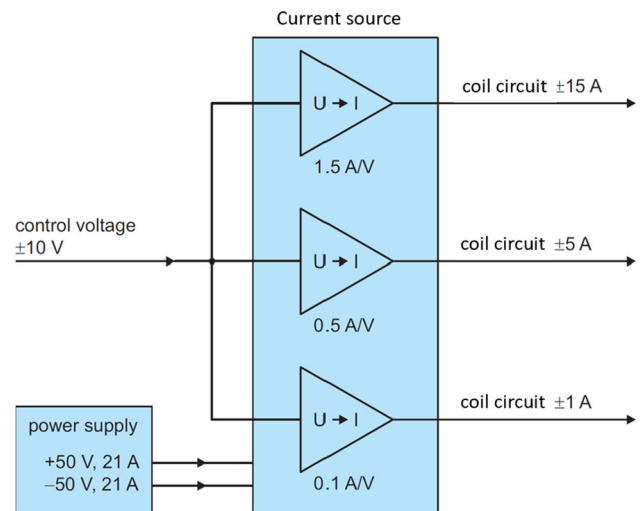 Current source
U → I
coil circuit ±15 A
1.5 A/V
control voltage
±10 V
U → I
coil circuit ±5 A
0.5 A/V
U → I
coil circuit ±1 A
0.1 A/V
power supply
+50 V, 21 A
−50 V, 21 A